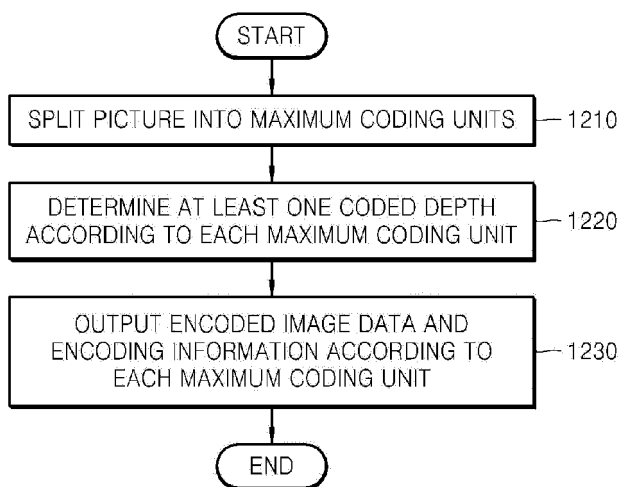 START
SPLIT PICTURE INTO MAXIMUM CODING UNITS
1210
DETERMINE AT LEAST ONE CODED DEPTH
ACCORDING TO EACH MAXIMUM CODING UNIT
1220
OUTPUT ENCODED IMAGE DATA AND
ENCODING INFORMATION ACCORDING TO
EACH MAXIMUM CODING UNIT
1230
END